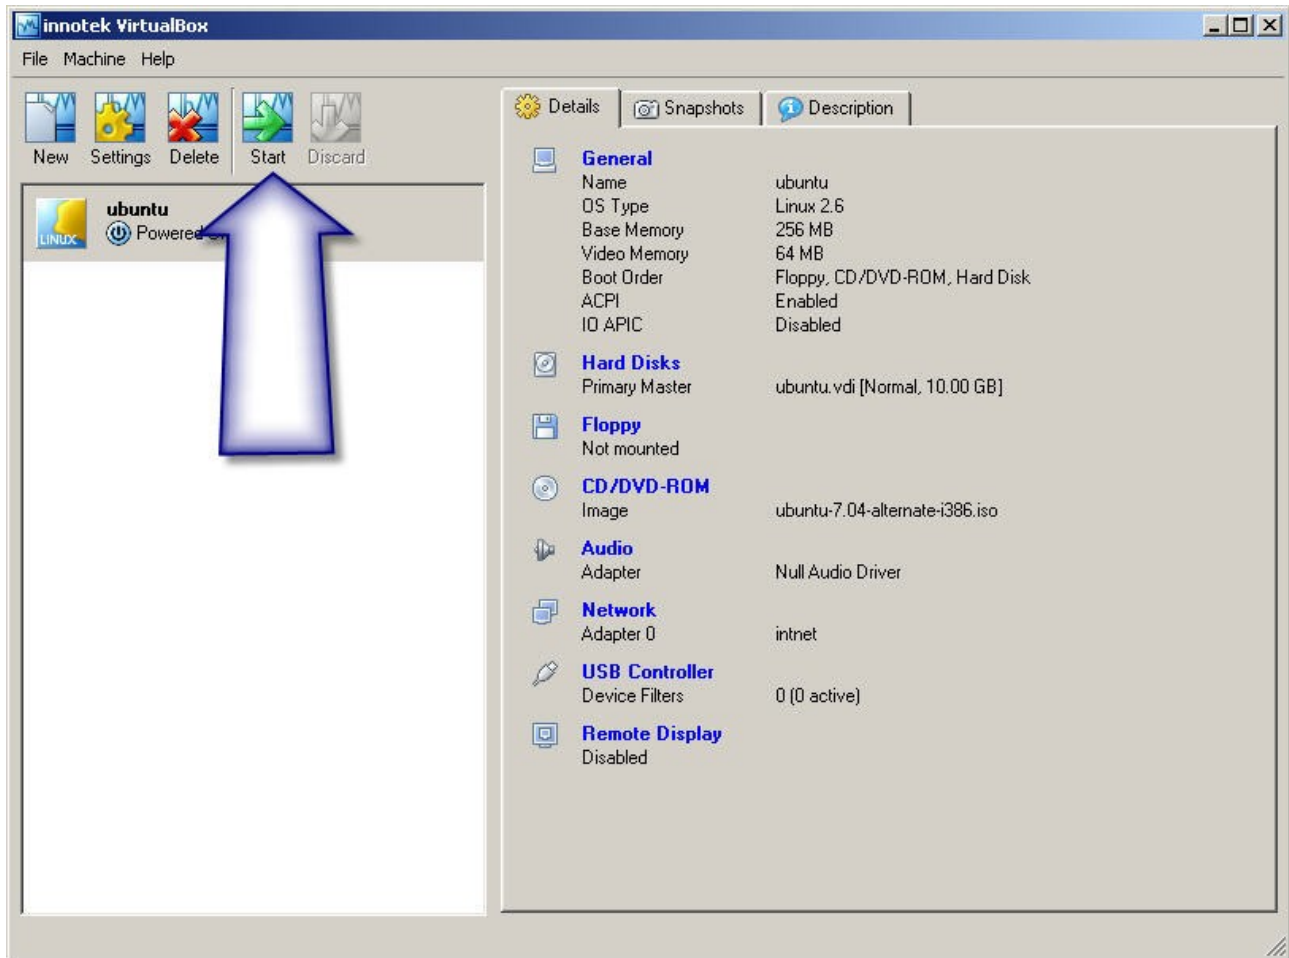 innotek VirtualBox
File Machine Help
New Settings Delete Start Discard
Details Snapshots Description
ubuntu
Powered
LINUX
General
Name ubuntu
OS Type Linux 2.6
Base Memory 256 MB
Video Memory 64 MB
Boot Order Floppy, CD/DVD-ROM, Hard Disk
ACPI Enabled
IO APIC Disabled
Hard Disks
Primary Master ubuntu.vdi [Normal, 10.00 GB]
Floppy
Not mounted
CD/DVD-ROM
Image ubuntu-7.04-alternate-i386.iso
Audio
Adapter Null Audio Driver
Network
Adapter 0 intnet
USB Controller
Device Filters 0 (0 active)
Remote Display
Disabled